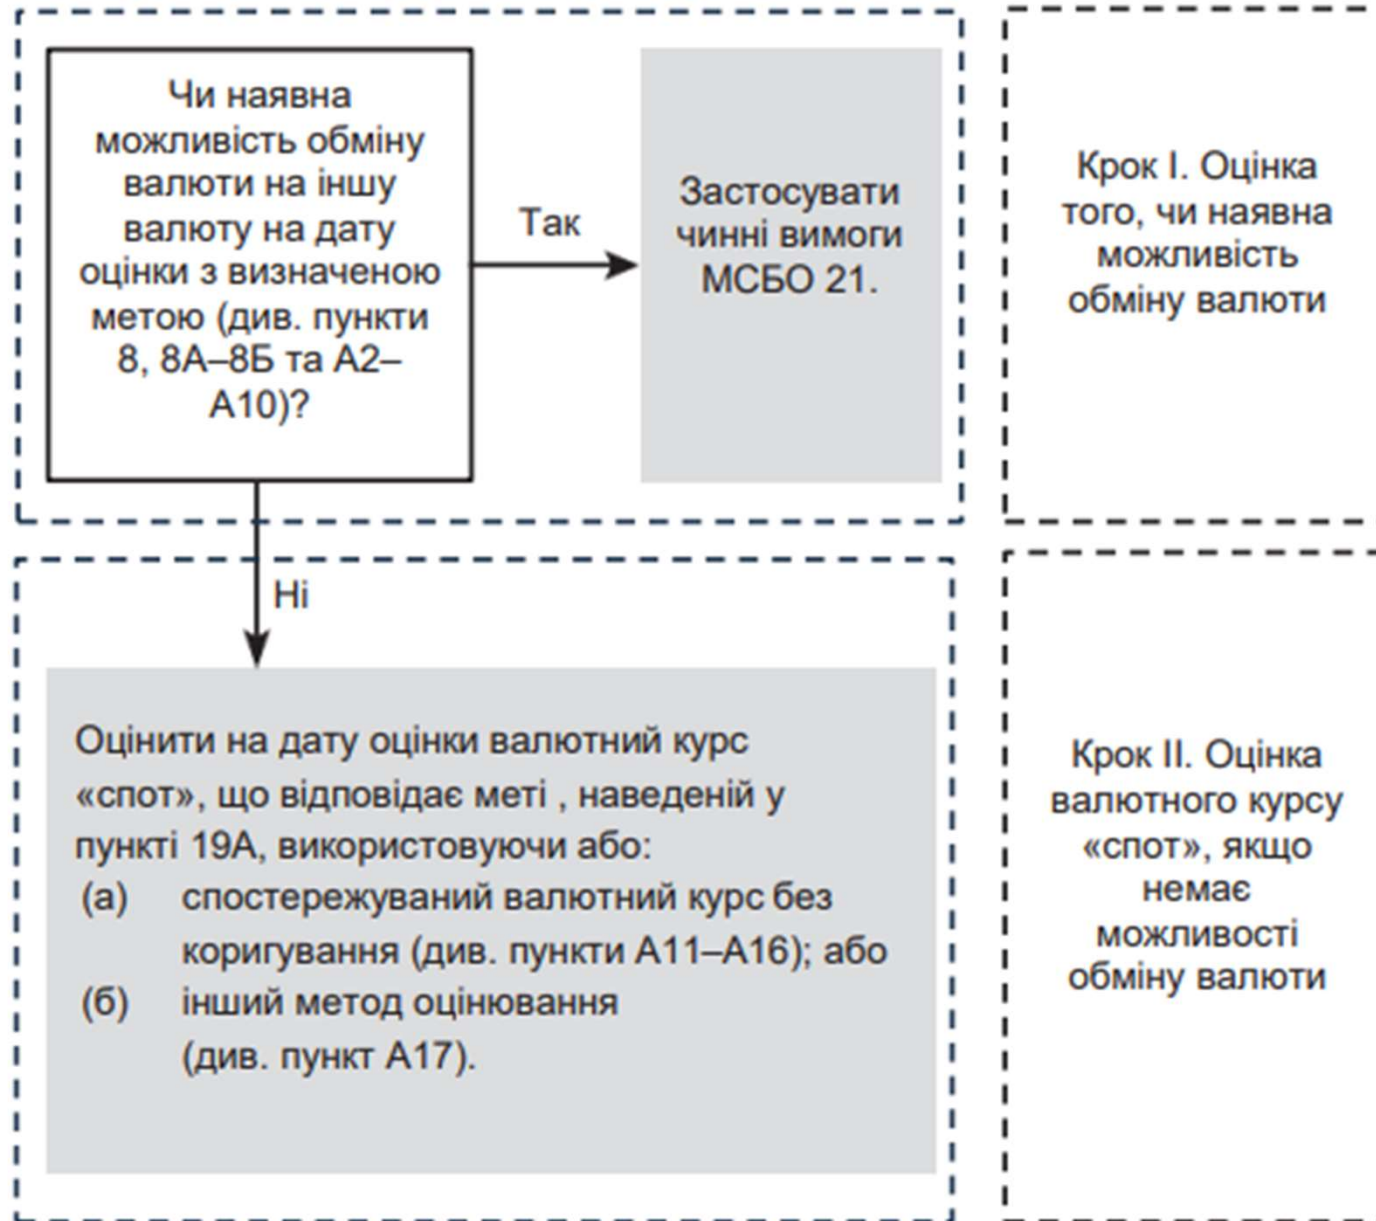 Чи наявна
можливість обміну
валюти на іншу
валюту на дату
оцінки з визначеною
метою (див. пункти
8, 8А–8Б та А2–
А10)?
Так
Застосувати
чинні вимоги
МСБО 21.
Крок I. Оцінка
того, чи наявна
можливість
обміну валюти
Ні
Оцінити на дату оцінки валютний курс
«спот», що відповідає меті , наведеній у
пункті 19А, використовуючи або:
(а) спостережуваний валютний курс без
коригування (див. пункти А11–А16); або
(б) інший метод оцінювання
(див. пункт А17).
Крок II. Оцінка
валютного курсу
«спот», якщо
немає
можливості
обміну валюти